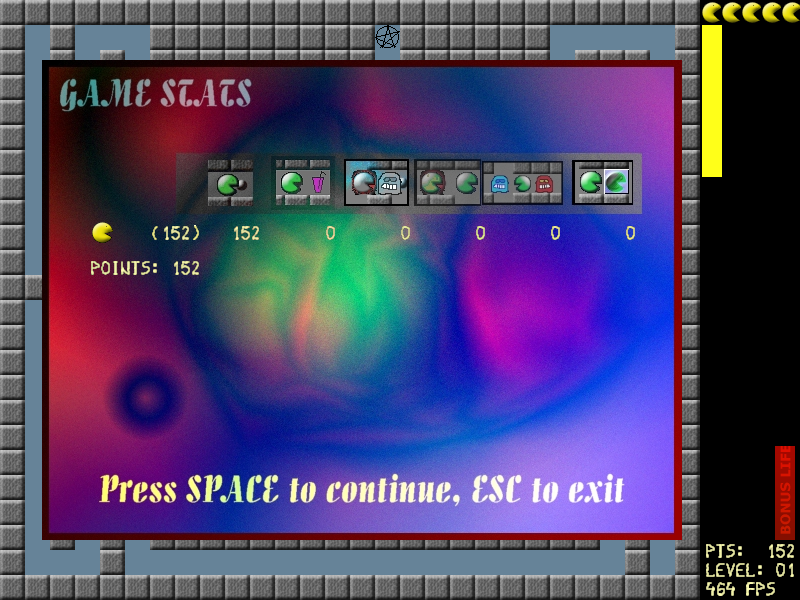 GAME STATS
(152) 152 0 0 0 0 0
POINTS: 152
Press SPACE to continue, ESC to exit
BONUS LIFE
PTS: 152
LEVEL: 01
464 FPS